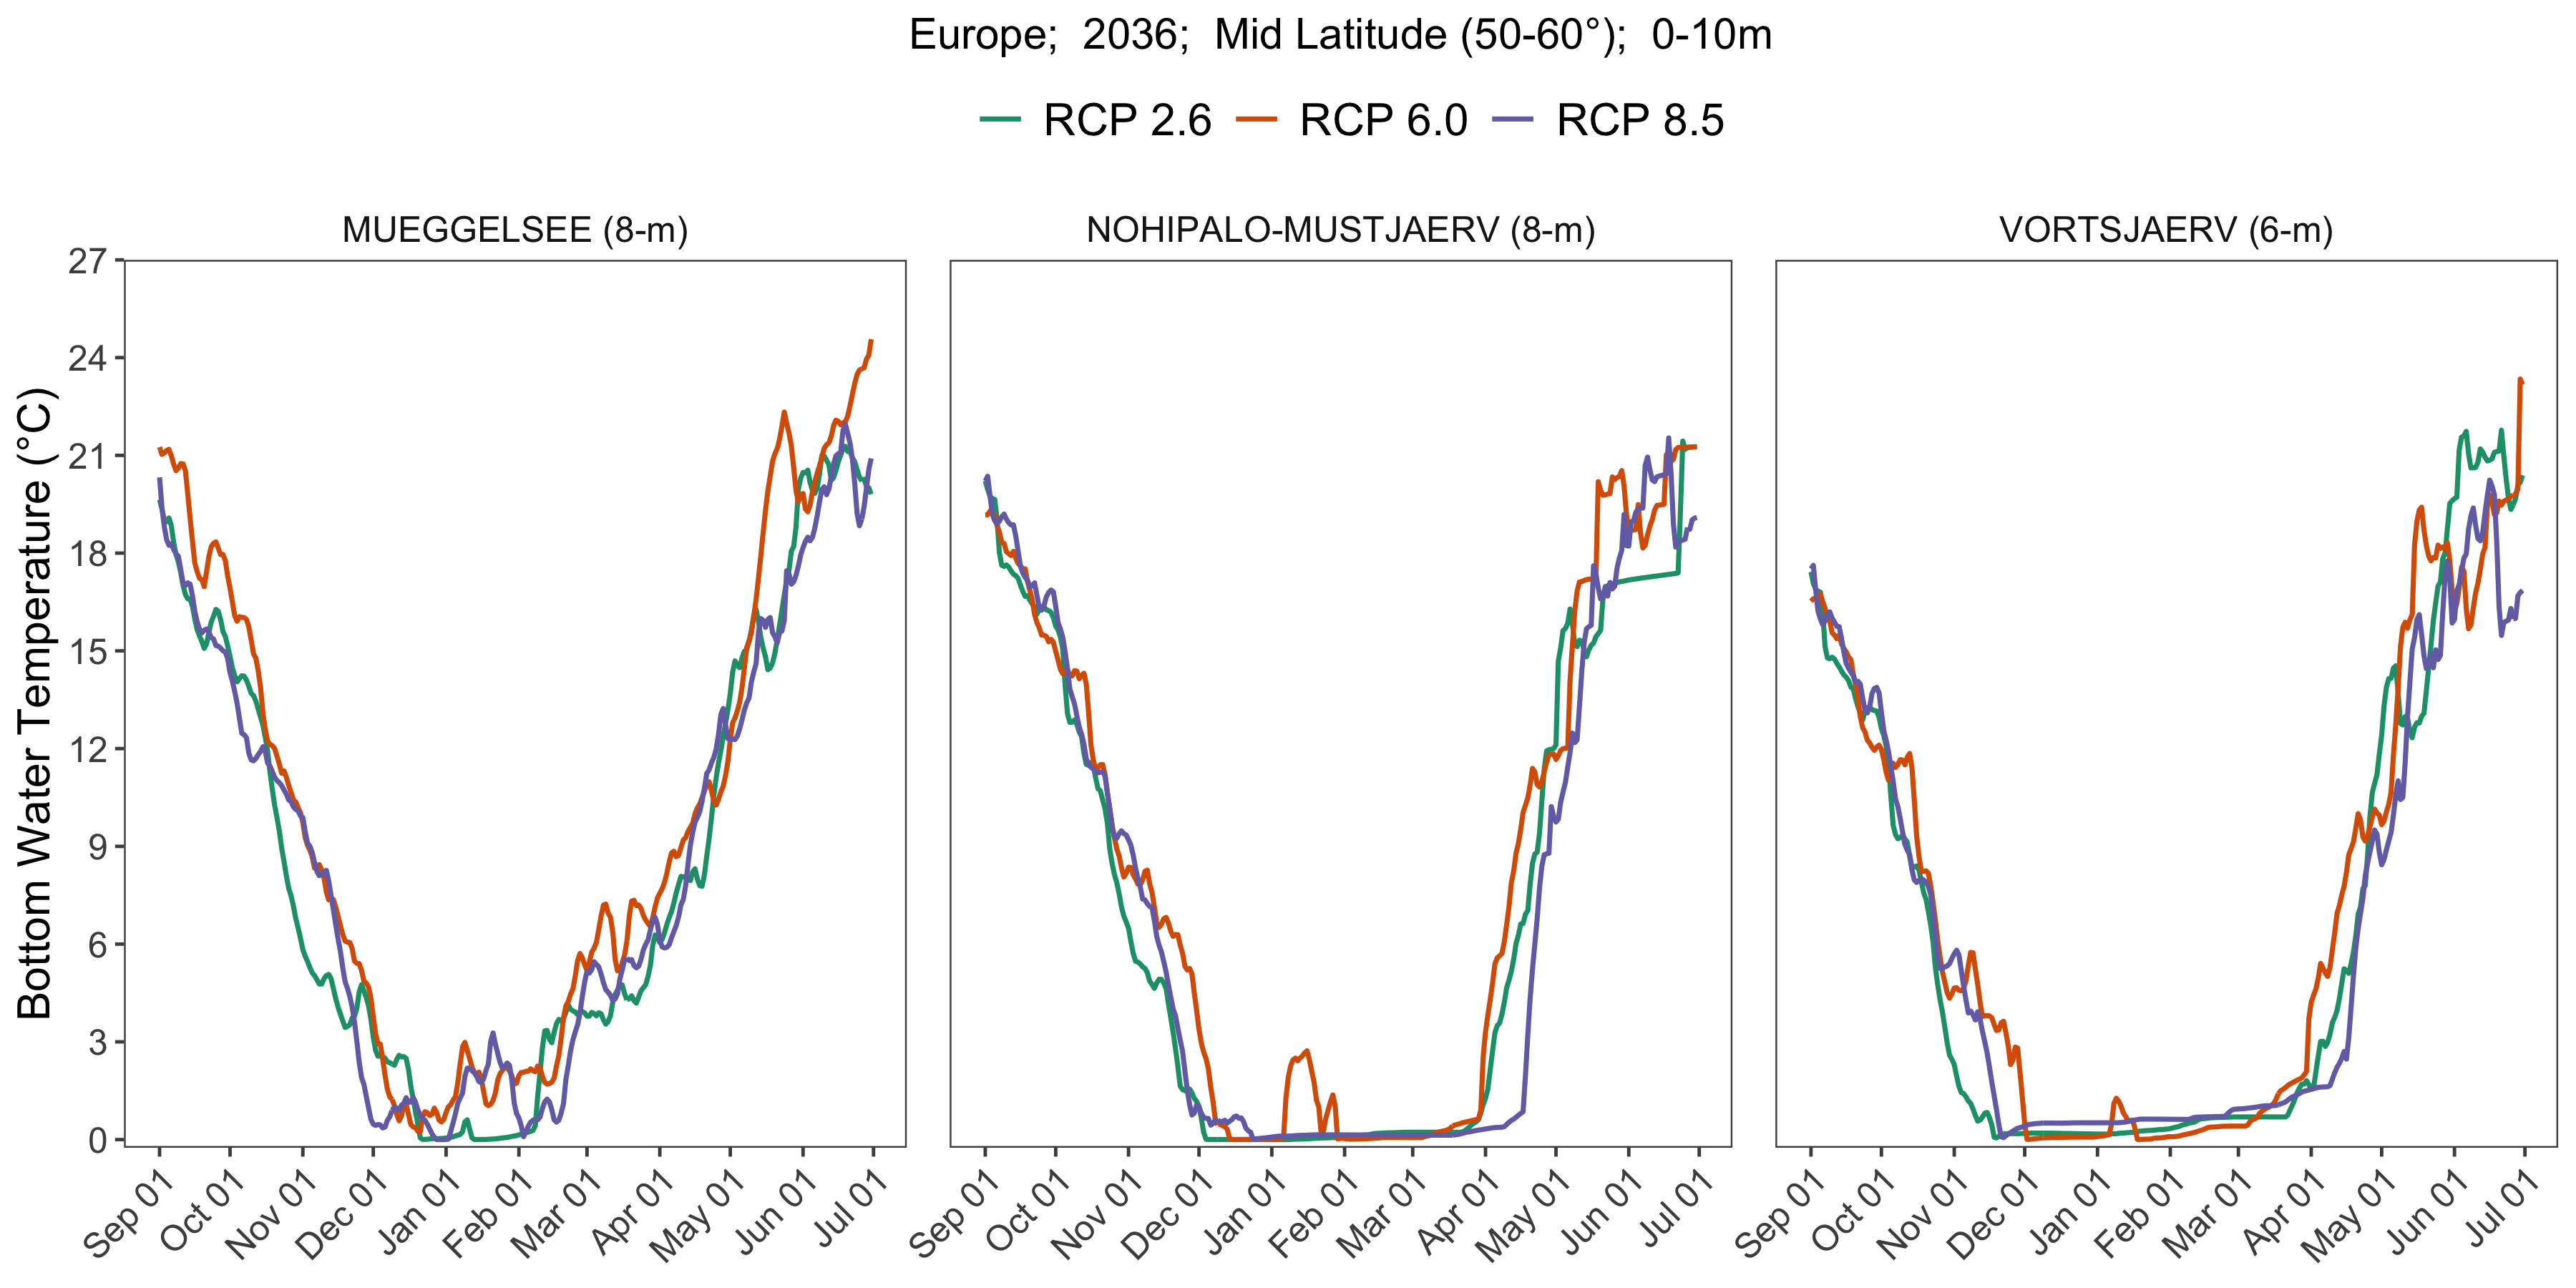 Europe;  2036;  Mid Latitude (50-60°);  0-10m
RCP 2.6 RCP 6.0 RCP 8.5
MUEGGELSEE (8-m) NOHIPALO-MUSTJAERV (8-m) VORTSJAERV (6-m)
Bottom Water Temperature (°C)
27
24
21
18
15
12
9
6
3
0
Sep 01 Oct 01 Nov 01 Dec 01 Jan 01 Feb 01 Mar 01 Apr 01 May 01 Jun 01 Jul 01 Sep 01 Oct 01 Nov 01 Dec 01 Jan 01 Feb 01 Mar 01 Apr 01 May 01 Jun 01 Jul 01 Sep 01 Oct 01 Nov 01 Dec 01 Jan 01 Feb 01 Mar 01 Apr 01 May 01 Jun 01 Jul 01